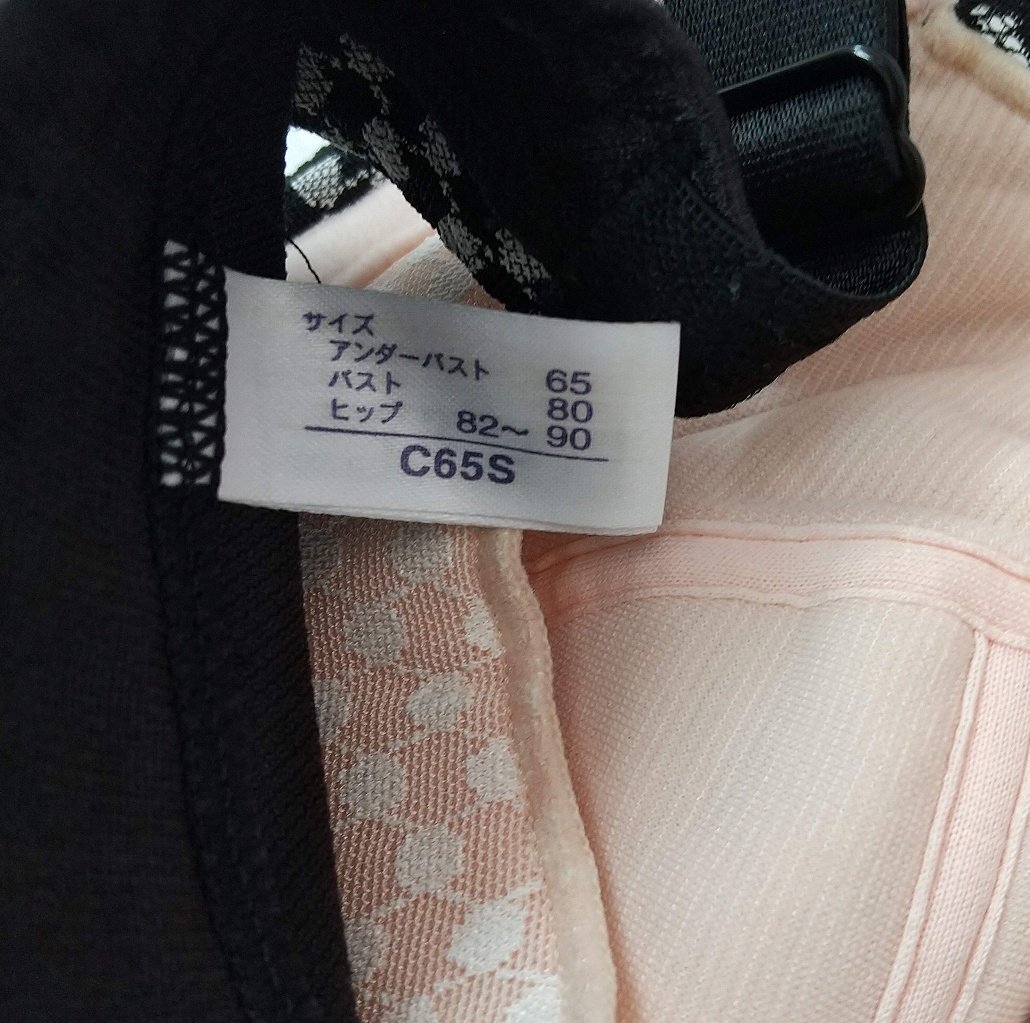 サイズ
アンダーバスト 65
バスト 80
ヒップ 82～ 90
C65S